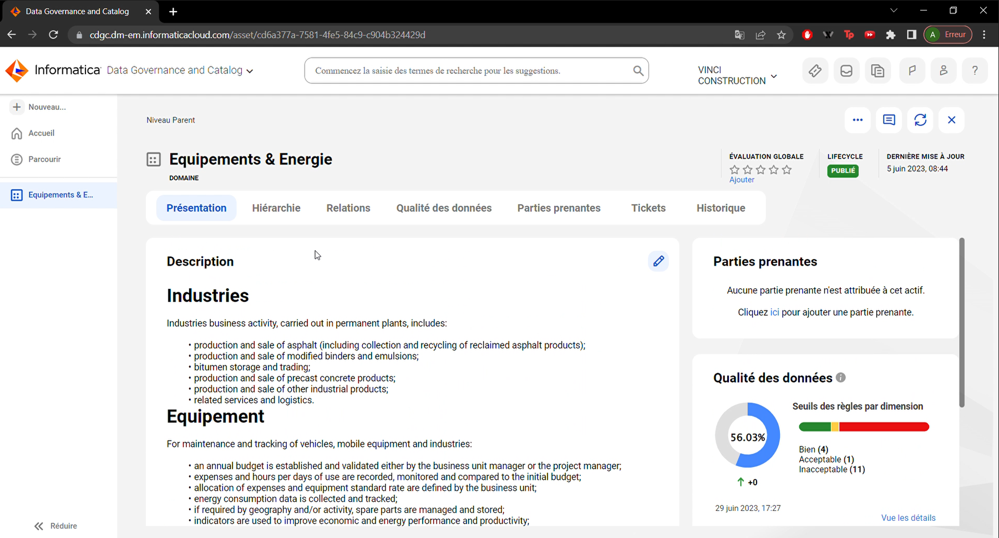 Data Governance and Catalog
cdgc.dm-em.informaticacloud.com/asset/cd6a377a-7581-4fe5-84c9-c904b324429d
Tp
A Erreur
Informatica Data Governance and Catalog
Commencez la saisie des termes de recherche pour les suggestions.
VINCI
CONSTRUCTION
?
Nouveau...
Accueil
Parcourir
Equipements & E...
Réduire
Niveau Parent
Equipements & Energie
DOMAINE
ÉVALUATION GLOBALE
Ajouter
LIFECYCLE
PUBLIÉ
DERNIÈRE MISE À JOUR
5 juin 2023, 08:44
Présentation Hiérarchie Relations Qualité des données Parties prenantes Tickets Historique
Description
Industries
Industries business activity, carried out in permanent plants, includes:
• production and sale of asphalt (including collection and recycling of reclaimed asphalt products);
• production and sale of modified binders and emulsions;
• bitumen storage and trading;
• production and sale of precast concrete products;
• production and sale of other industrial products;
• related services and logistics.
Equipement
For maintenance and tracking of vehicles, mobile equipment and industries:
• an annual budget is established and validated either by the business unit manager or the project manager;
• expenses and hours per days of use are recorded, monitored and compared to the initial budget;
• allocation of expenses and equipment standard rate are defined by the business unit;
• energy consumption data is collected and tracked;
• if required by geography and/or activity, spare parts are managed and stored;
• indicators are used to improve economic and energy performance and productivity;
Parties prenantes
Aucune partie prenante n'est attribuée à cet actif.
Cliquez ici pour ajouter une partie prenante.
Qualité des données
56.03%
+0
Seuils des règles par dimension
Bien (4)
Acceptable (1)
Inacceptable (11)
29 juin 2023, 17:27
Vue les détails